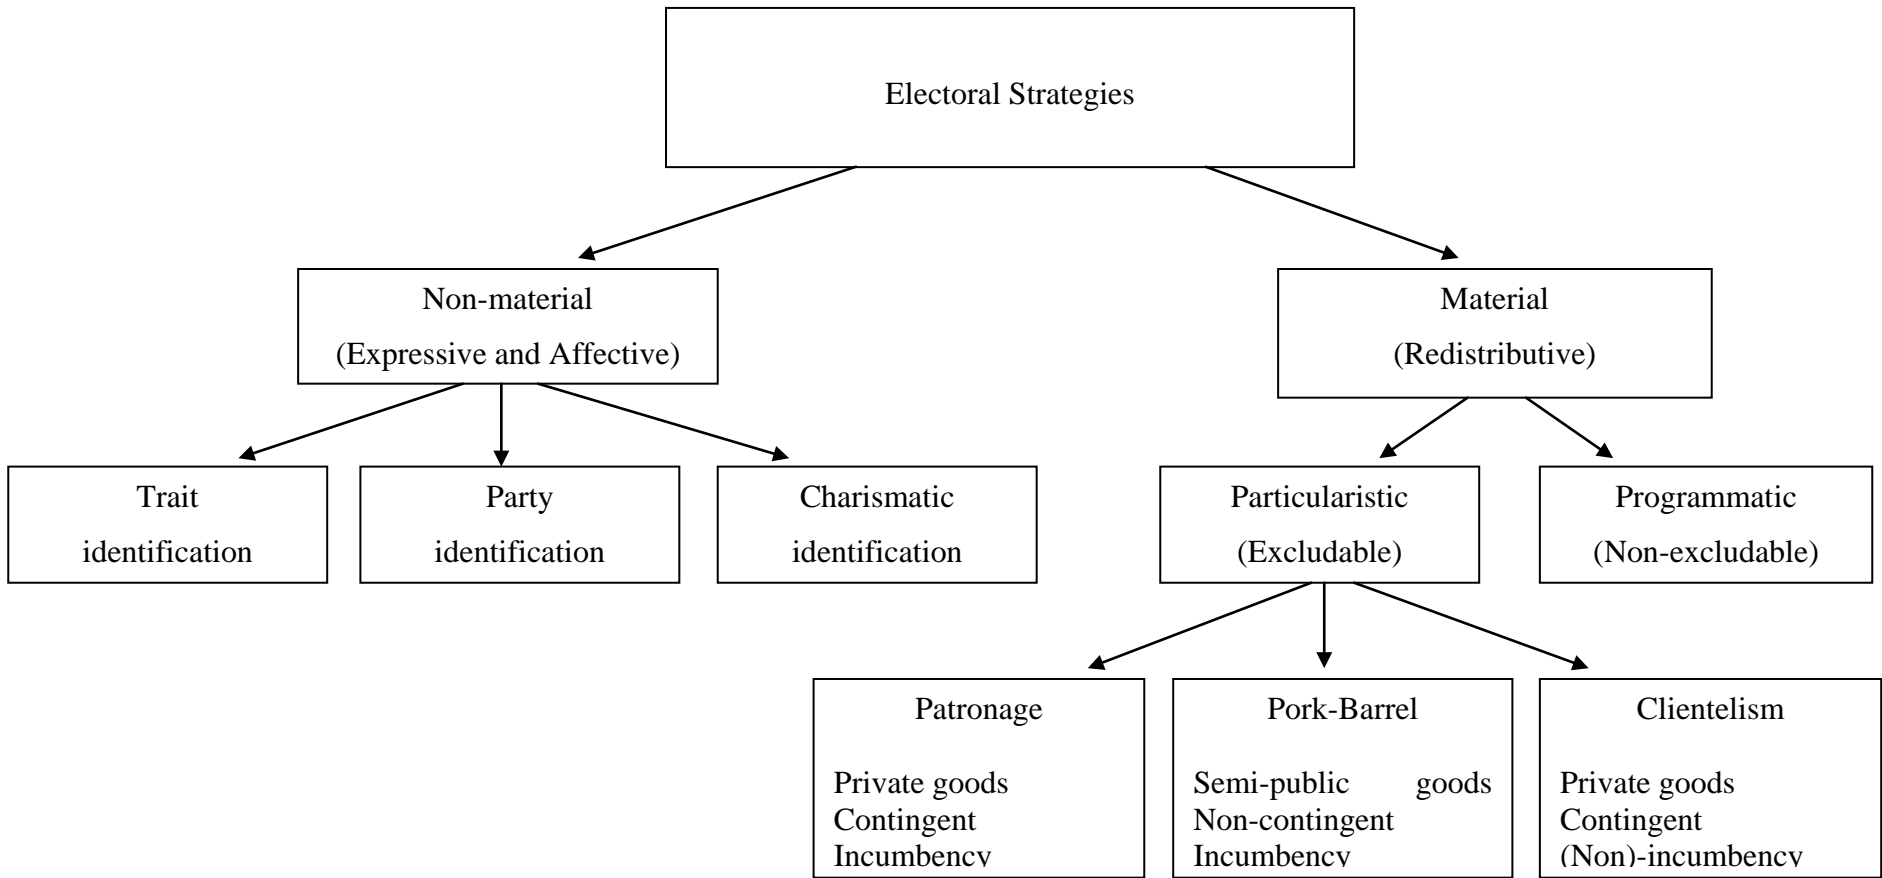 Electoral Strategies
Non-material
(Expressive and Affective)
Material
(Redistributive)
Trait
identification
Party
identification
Charismatic
identification
Particularistic
(Excludable)
Programmatic
(Non-excludable)
Patronage
Private goods
Contingent
Incumbency
Pork-Barrel
Semi-public goods
Non-contingent
Incumbency
Clientelism
Private goods
Contingent
(Non)-incumbency